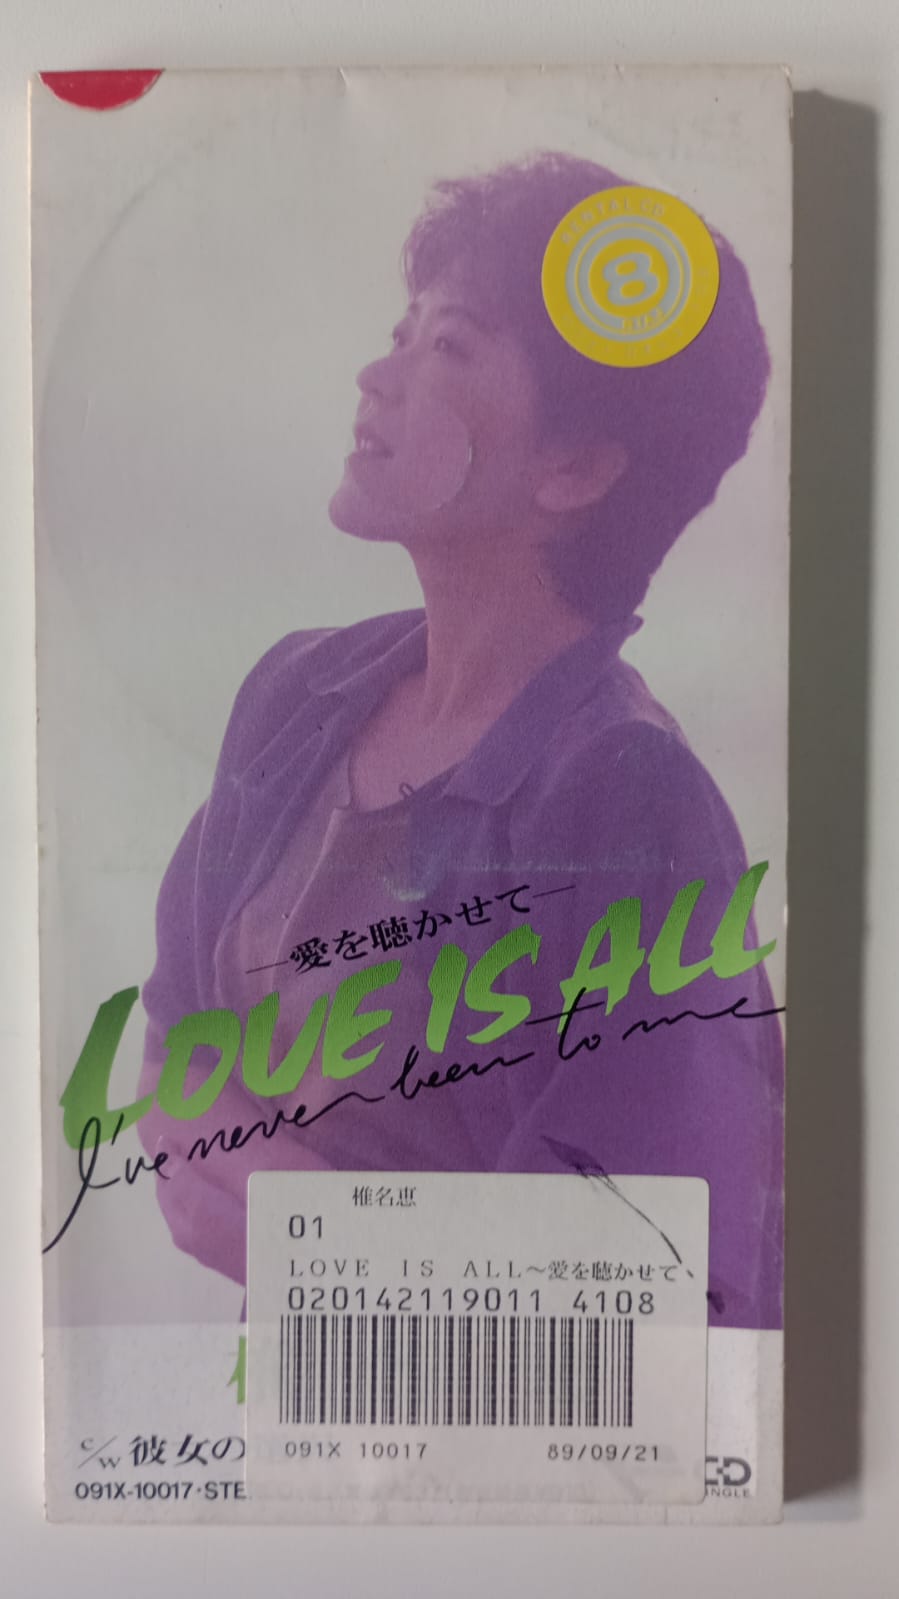 RENTAL CD
8
―愛を聴かせて―
LOVE IS ALL
I've never been to me
椎名恵
01
LOVE IS ALL～愛を聴かせて、
020142119011 4108
091X 10017 89/09/21
c/w 彼女の
091X-10017・STE